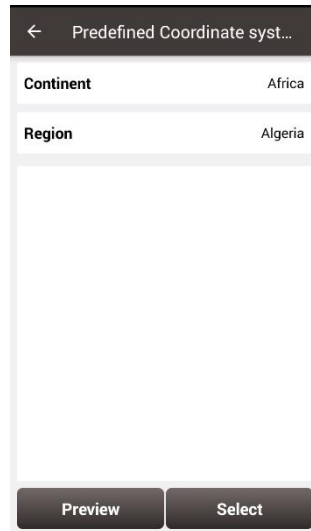 Predefined Coordinate syst...
Continent Africa
Region Algeria
Preview Select